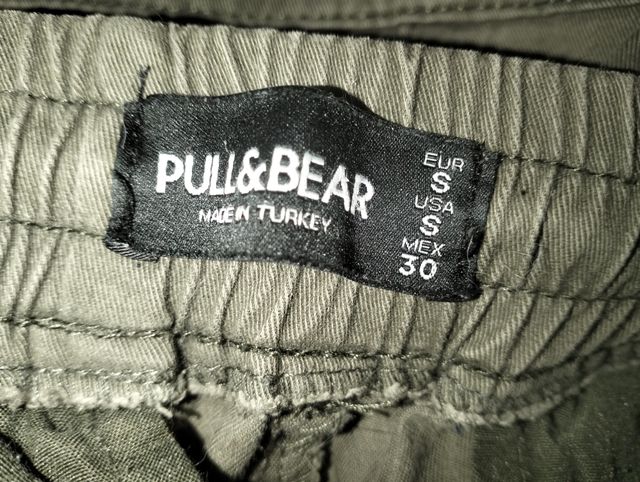 PULL&BEAR
MADE IN TURKEY
EUR
S
USA
S
MEX
30